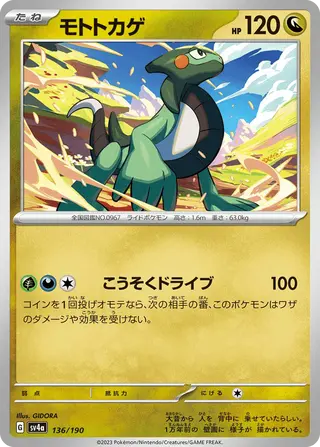 たね モトトカゲ HP 120
全国図鑑NO.0967 ライドポケモン 高さ：1.6m 重さ：63.0kg
こうそくドライブ 100
コインを1回投げオモテなら、次の相手の番、このポケモンはワザ
のダメージや効果を受けない。
弱点 抵抗力 にげる
Illus. GIDORA
G sv4a 136/190
大昔から 人を 背中に 乗せていたらしい。
1万年前の 壁画に 様子が 描かれている。
©2023 Pokémon/Nintendo/Creatures/GAME FREAK.